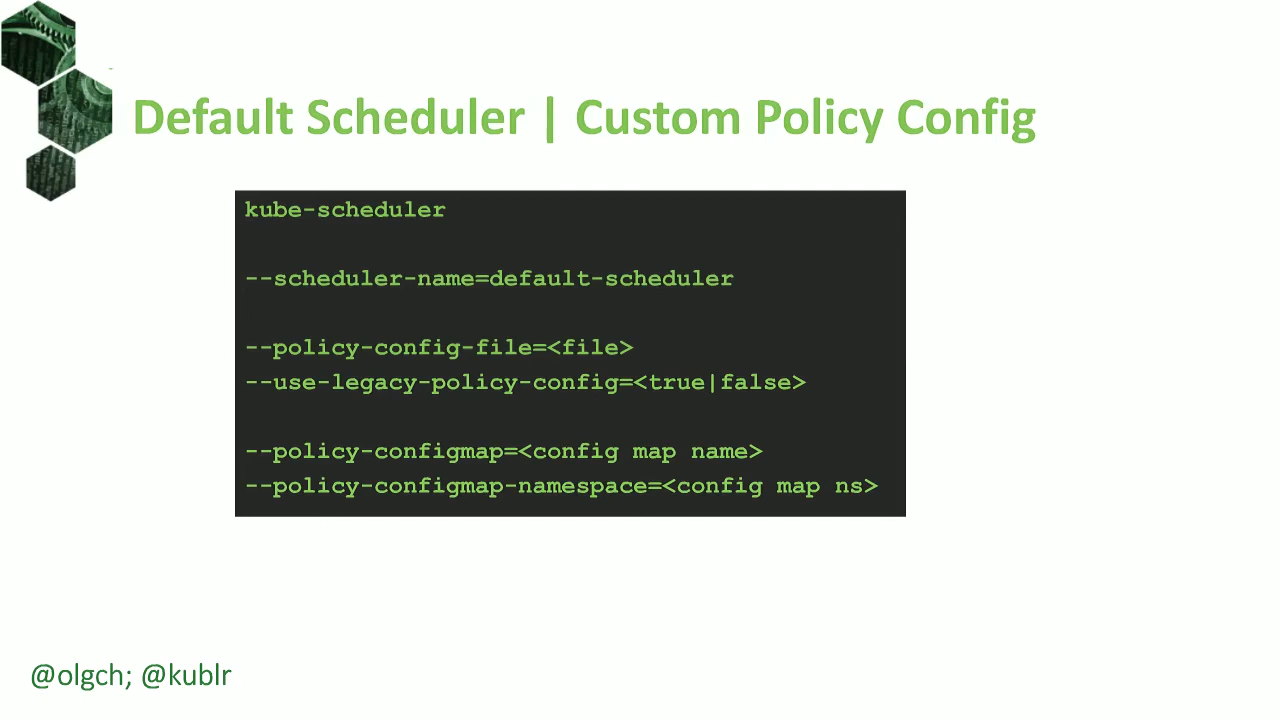 Default Scheduler | Custom Policy Config
kube-scheduler
--scheduler-name=default-scheduler
--policy-config-file=<file>
--use-legacy-policy-config=<true|false>
--policy-configmap=<config map name>
--policy-configmap-namespace=<config map ns>
@olgch; @kublr